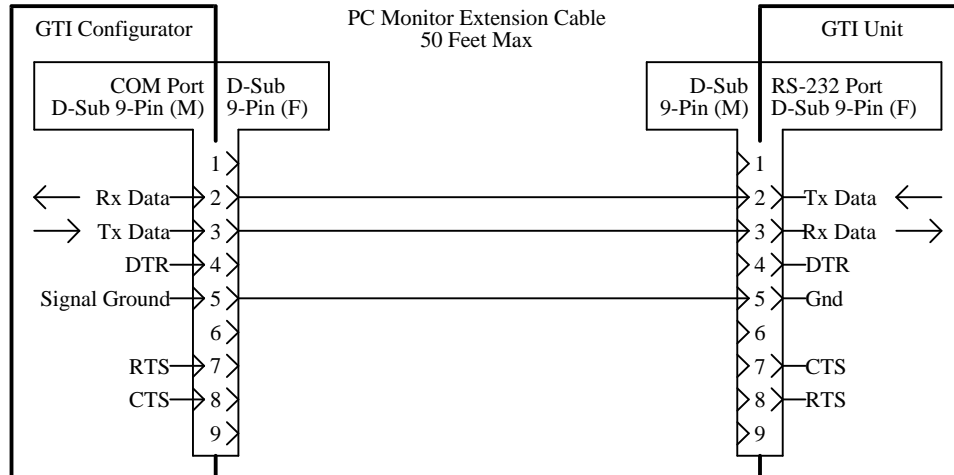 PC Monitor Extension Cable
50 Feet Max
GTI Configurator
GTI Unit
COM Port
D-Sub 9-Pin (M)
D-Sub
9-Pin (F)
D-Sub
9-Pin (M)
RS-232 Port
D-Sub 9-Pin (F)
1
1
Rx Data 2
2 Tx Data
Tx Data 3
3 Rx Data
DTR 4
4 DTR
Signal Ground 5
5 Gnd
6
6
RTS 7
7 CTS
CTS 8
8 RTS
9
9